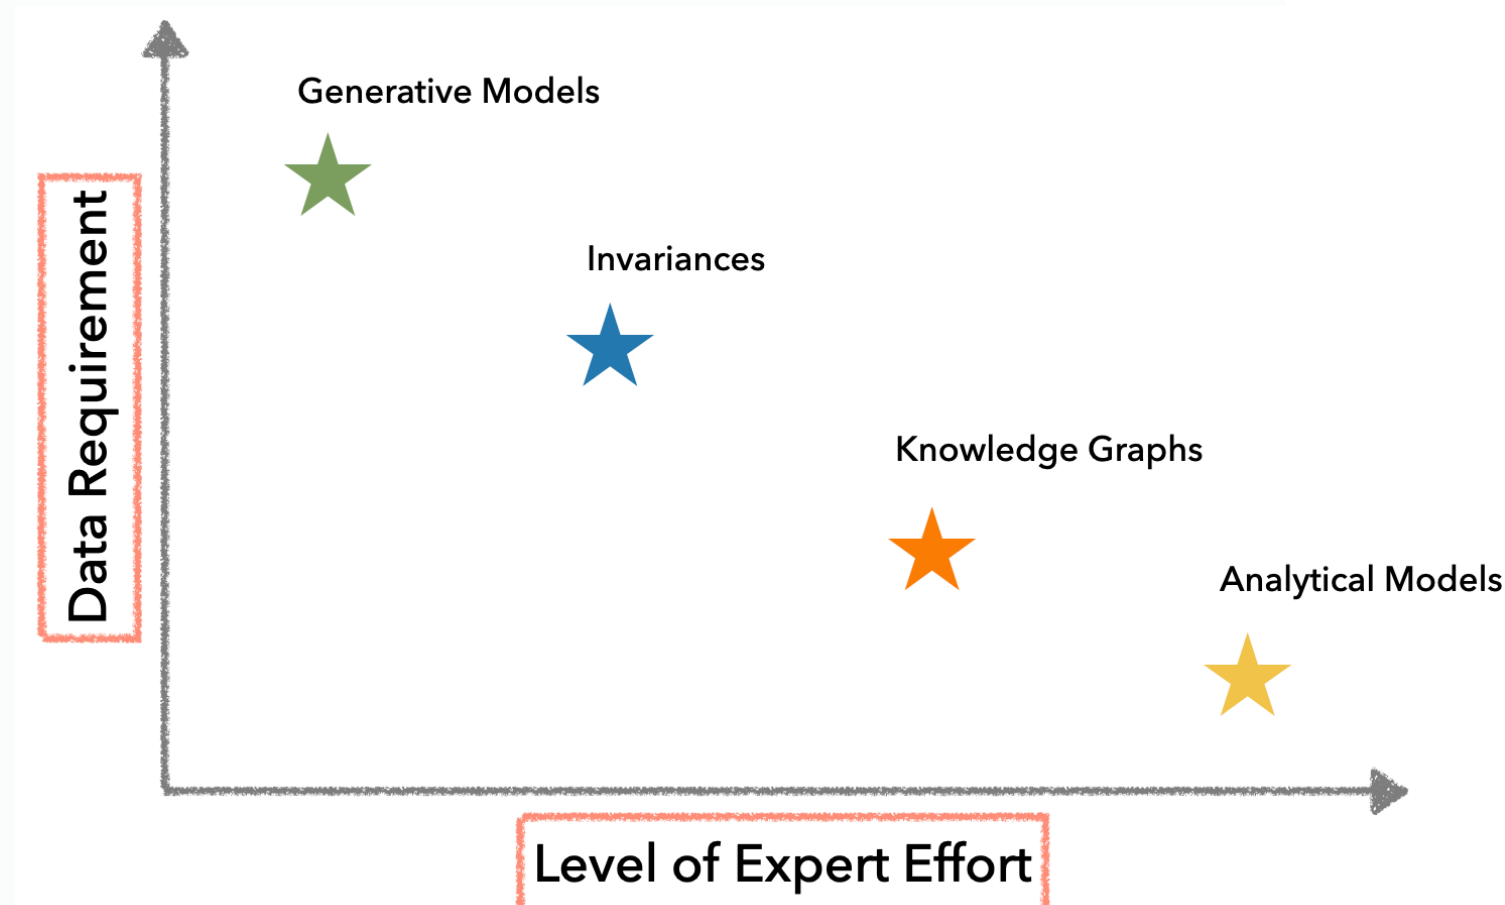 Generative Models
Invariances
Knowledge Graphs
Analytical Models
Data Requirement
Level of Expert Effort